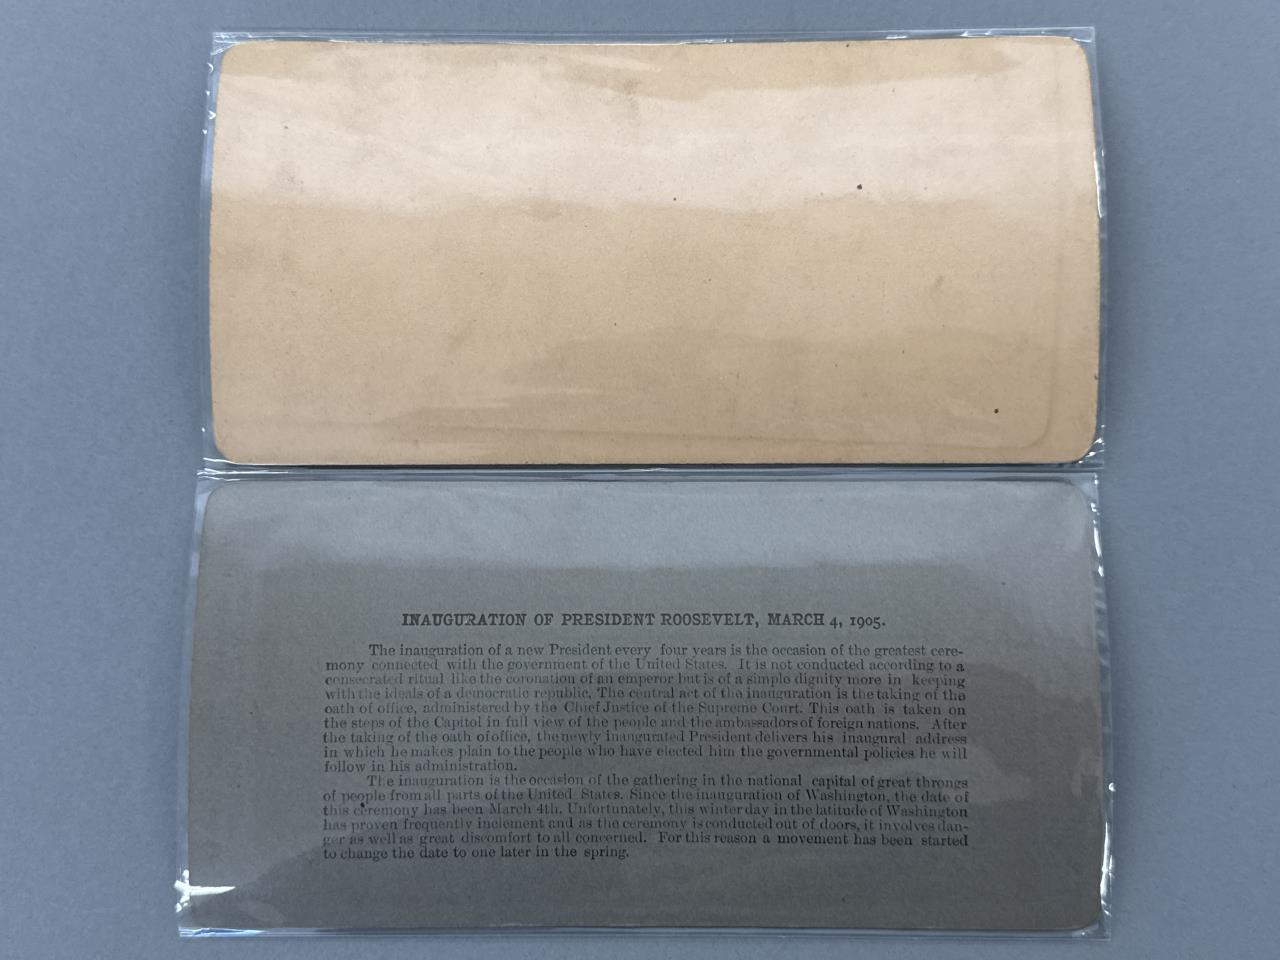 INAUGURATION OF PRESIDENT ROOSEVELT, MARCH 4, 1905.
The inauguration of a new President every four years is the occasion of the greatest cere-
mony connected with the government of the United States. It is not conducted according to a
consecrated ritual like the coronation of an emperor but is of a simple dignity more in keeping
with the ideals of a democratic republic. The central act of the inauguration is the taking of the
oath of office, administered by the Chief Justice of the Supreme Court. This oath is taken on
the steps of the Capitol in full view of the people and the ambassadors of foreign nations. After
the taking of the oath of office, the newly inaugurated President delivers his inaugural address
in which he makes plain to the people who have elected him the governmental policies he will
follow in his administration.
The inauguration is the occasion of the gathering in the national capital of great throngs
of people from all parts of the United States. Since the inauguration of Washington, the date of
this ceremony has been March 4th. Unfortunately, this winter day in the latitude of Washington
has proven frequently inclement and as the ceremony is conducted out of doors, it involves dan-
ger as well as great discomfort to all concerned. For this reason a movement has been started
to change the date to one later in the spring.